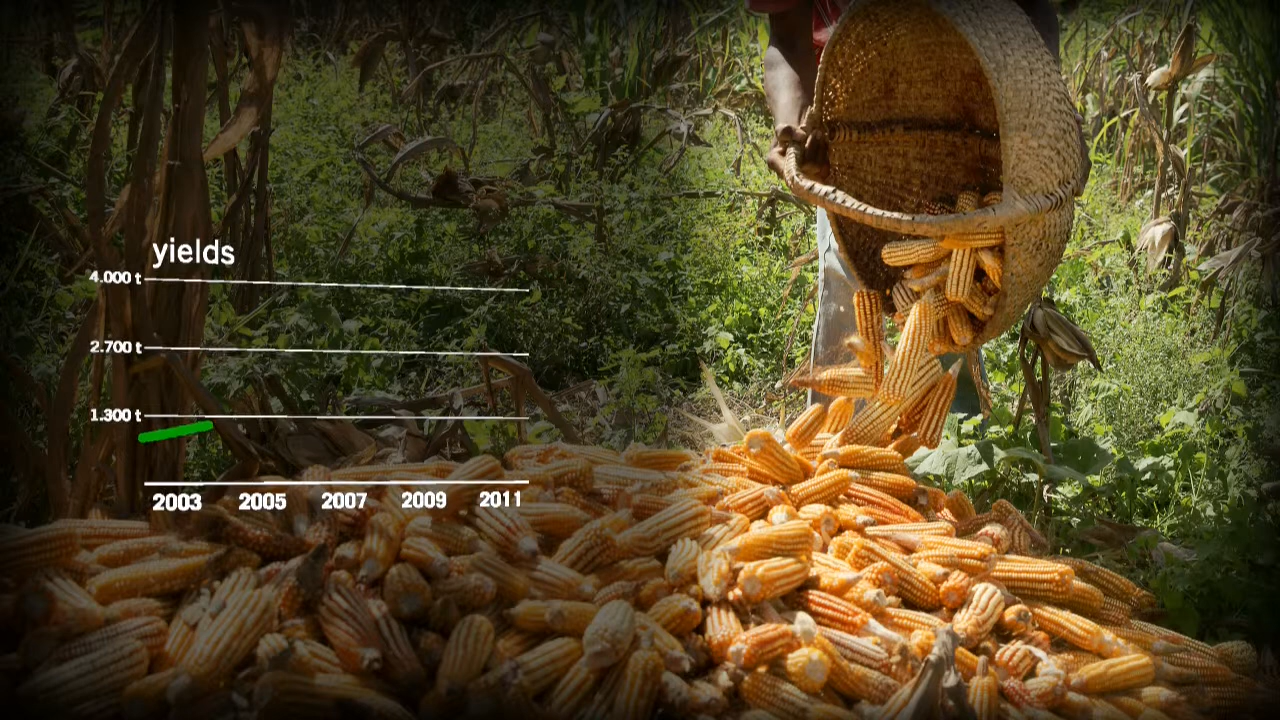 yields
4.000 t
2.700 t
1.300 t
2003 2005 2007 2009 2011